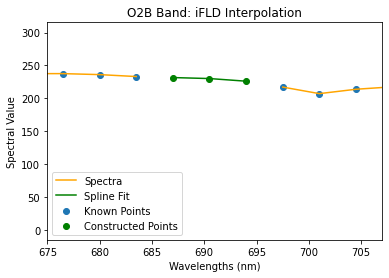 O2B Band: iFLD Interpolation
Spectral Value
300
250
200
150
100
50
0
Spectra
Spline Fit
Known Points
Constructed Points
675 680 685 690 695 700 705
Wavelengths (nm)